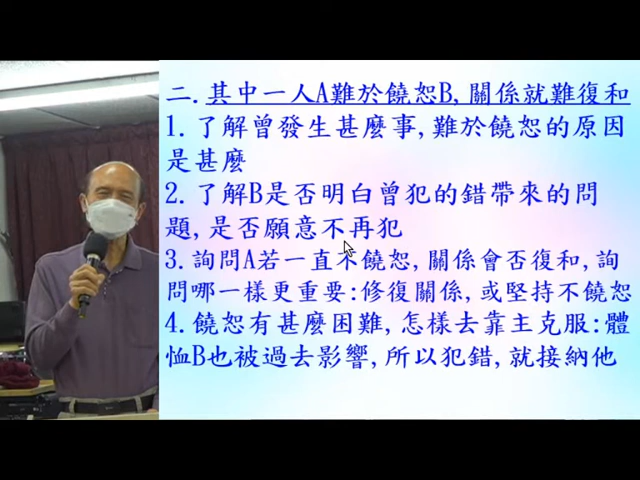 二.其中一人A難於饒恕B,關係就難復和
1.了解曾發生甚麼事,難於饒恕的原因
是甚麼
2.了解B是否明白曾犯的錯帶來的問
題,是否願意不再犯
3.詢問A若一直不饒恕,關係會否復和,詢
問哪一樣更重要:修復關係,或堅持不饒恕
4.饒恕有甚麼困難,怎樣去靠主克服:體
恤B也被過去影響,所以犯錯,就接納他